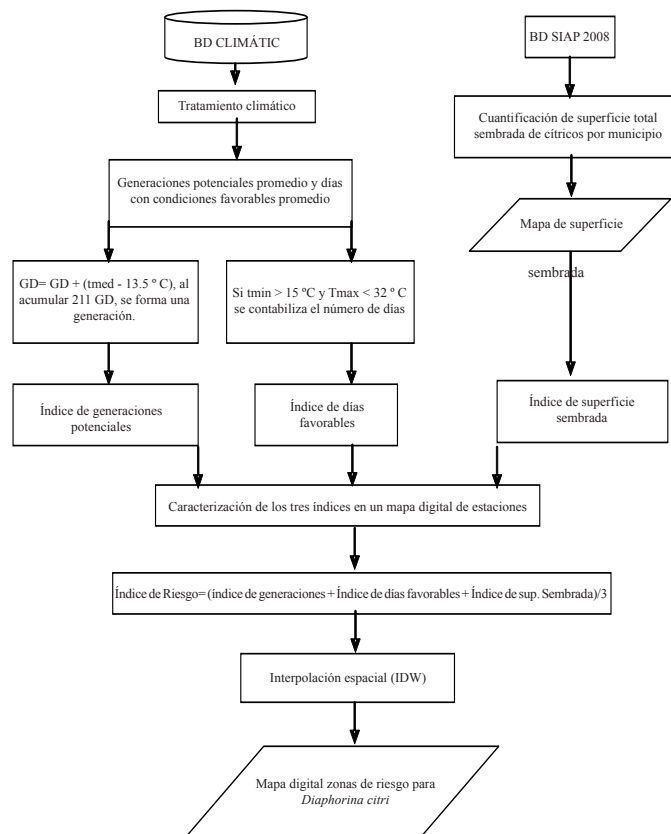 BD CLIMÁTIC
Tratamiento climático
Generaciones potenciales promedio y días
con condiciones favorables promedio
GD= GD + (tmed - 13.5 º C), al
acumular 211 GD, se forma una
generación.
Si tmin > 15 ºC y Tmax < 32 º C
se contabiliza el número de días
Índice de generaciones
potenciales
Índice de días
favorables
BD SIAP 2008
Cuantificación de superficie total
sembrada de cítricos por municipio
Mapa de superficie
sembrada
Índice de superficie
sembrada
Caracterización de los tres índices en un mapa digital de estaciones
Índice de Riesgo= (índice de generaciones + Índice de días favorables + Índice de sup. Sembrada)/3
Interpolación espacial (IDW)
Mapa digital zonas de riesgo para
Diaphorina citri